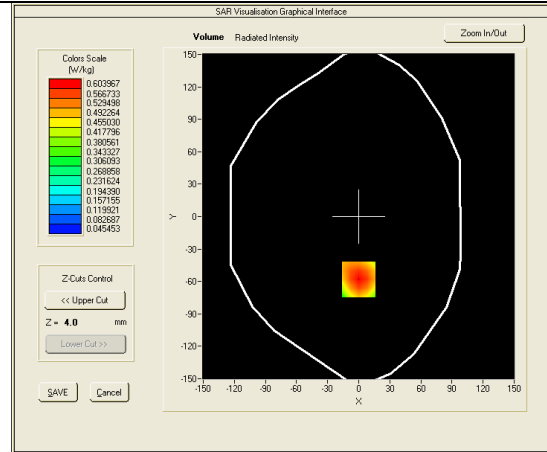 SAR Visualisation Graphical Interface
Volume Radiated Intensity
Zoom In/Out
Colors Scale
(W/kg)
0.603967
0.566733
0.529498
0.492264
0.455030
0.417796
0.380561
0.343327
0.306093
0.268858
0.231624
0.194390
0.157155
0.119921
0.082687
0.045453
Z-Cuts Control
<< Upper Cut
Z = 4.0 mm
Lower Cut >>
SAVE Cancel
150-
120-
90-
60-
30-
0-
-30-
-60-
-90-
-120-
-150-
Y
-150 -120 -90 -60 -30 0 30 60 90 120 150
X